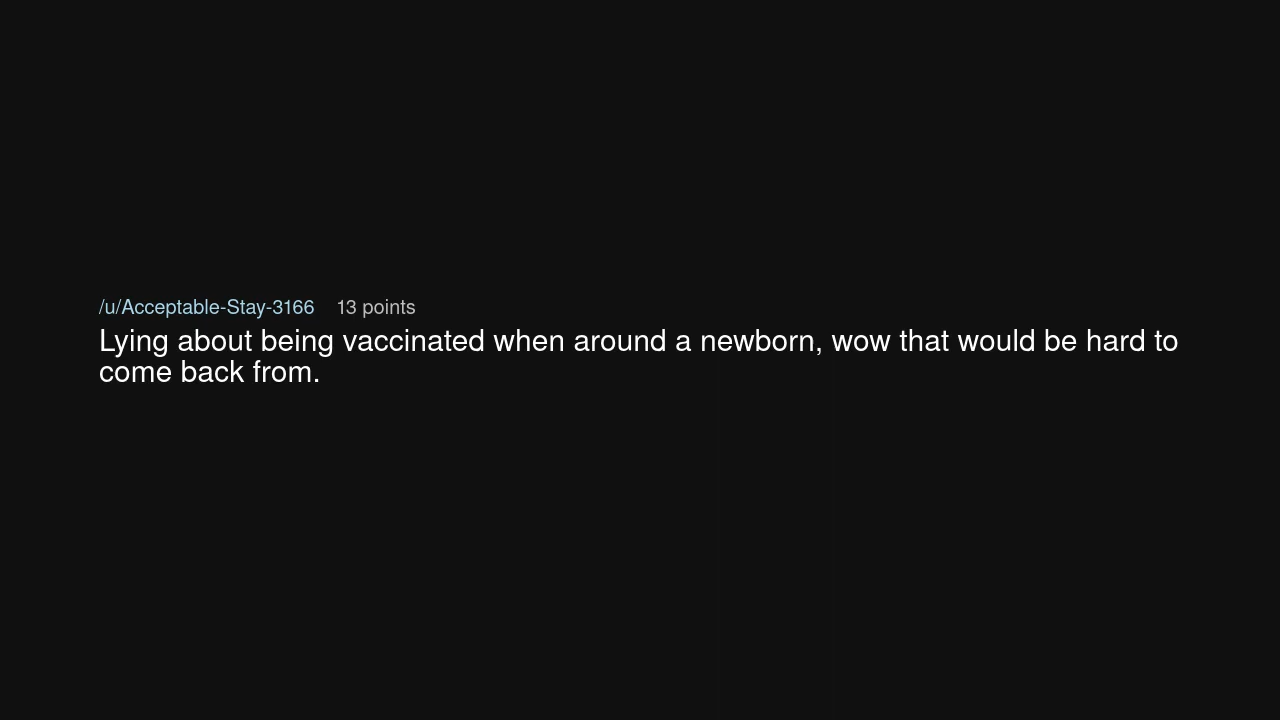 /u/Acceptable-Stay-3166 13 points
Lying about being vaccinated when around a newborn, wow that would be hard to
come back from.